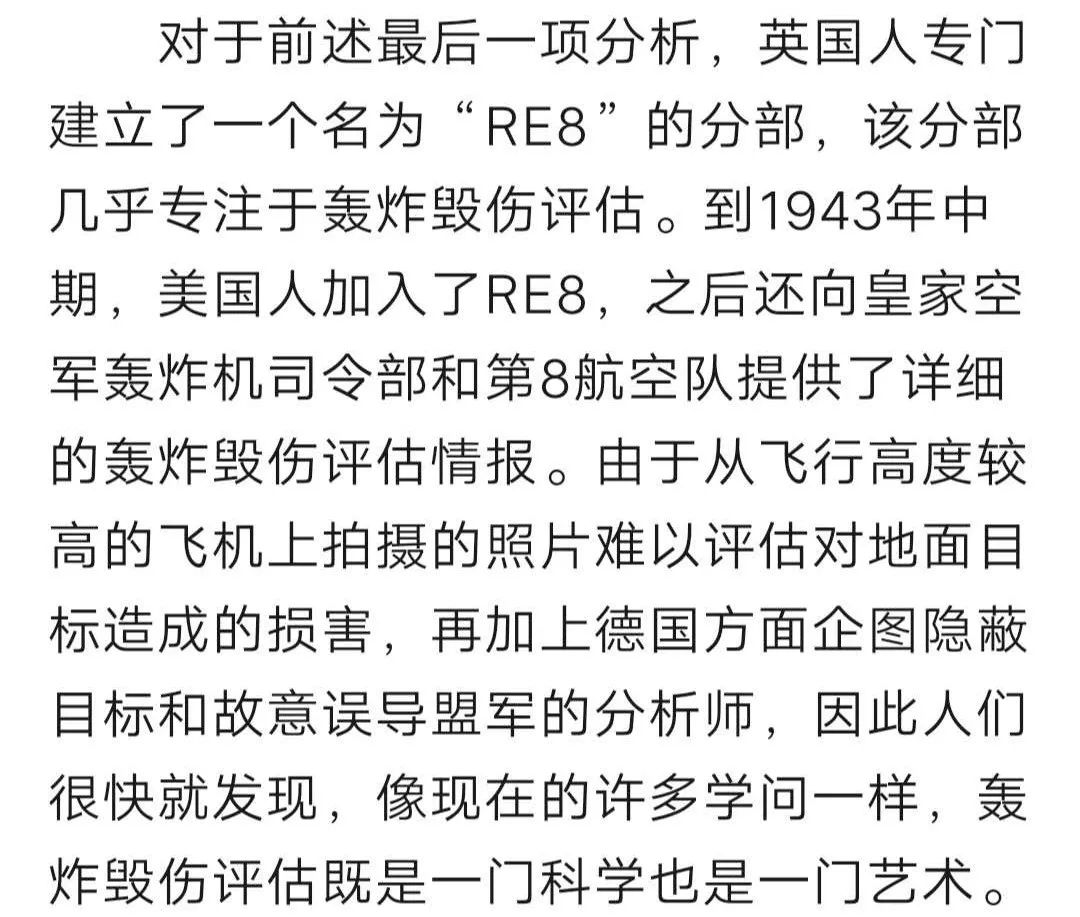 对于前述最后一项分析，英国人专门
建立了一个名为“RE8”的分部，该分部
几乎专注于轰炸毁伤评估。到1943年中
期，美国人加入了RE8，之后还向皇家空
军轰炸机司令部和第8航空队提供了详细
的轰炸毁伤评估情报。由于从飞行高度较
高的飞机上拍摄的照片难以评估对地面目
标造成的损害，再加上德国方面企图隐蔽
目标和故意误导盟军的分析师，因此人们
很快就发现，像现在的许多学问一样，轰
炸毁伤评估既是一门科学也是一门艺术。